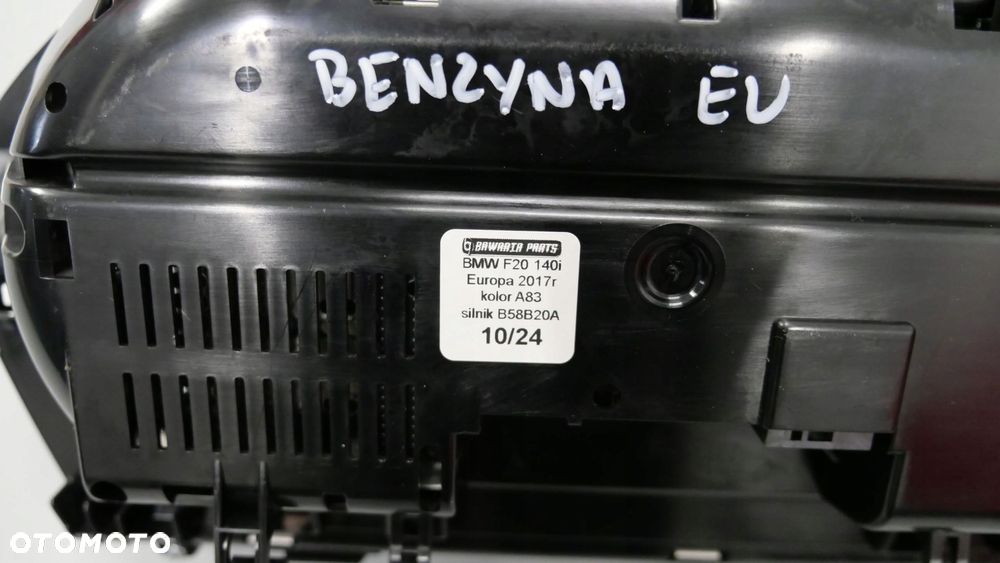 BENZYNA EU
BAWARIA PARTS
BMW F20 140i
Europa 2017r
kolor A83
silnik B58B20A
10/24
OTOMOTO